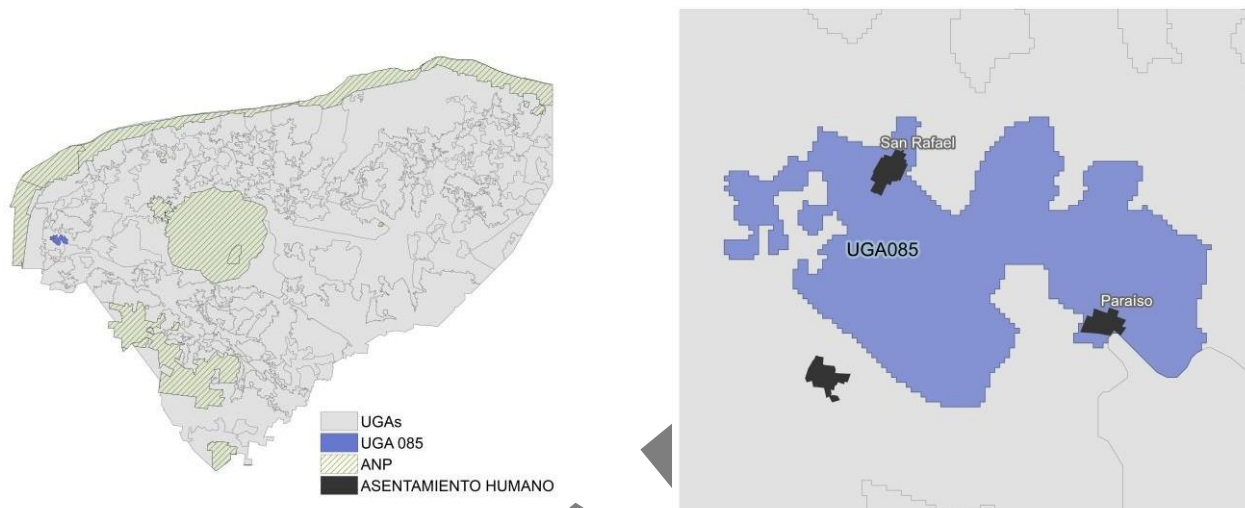 UGAs
UGA 085
ANP
ASENTAMIENTO HUMANO
San Rafael
UGA085
Paraíso